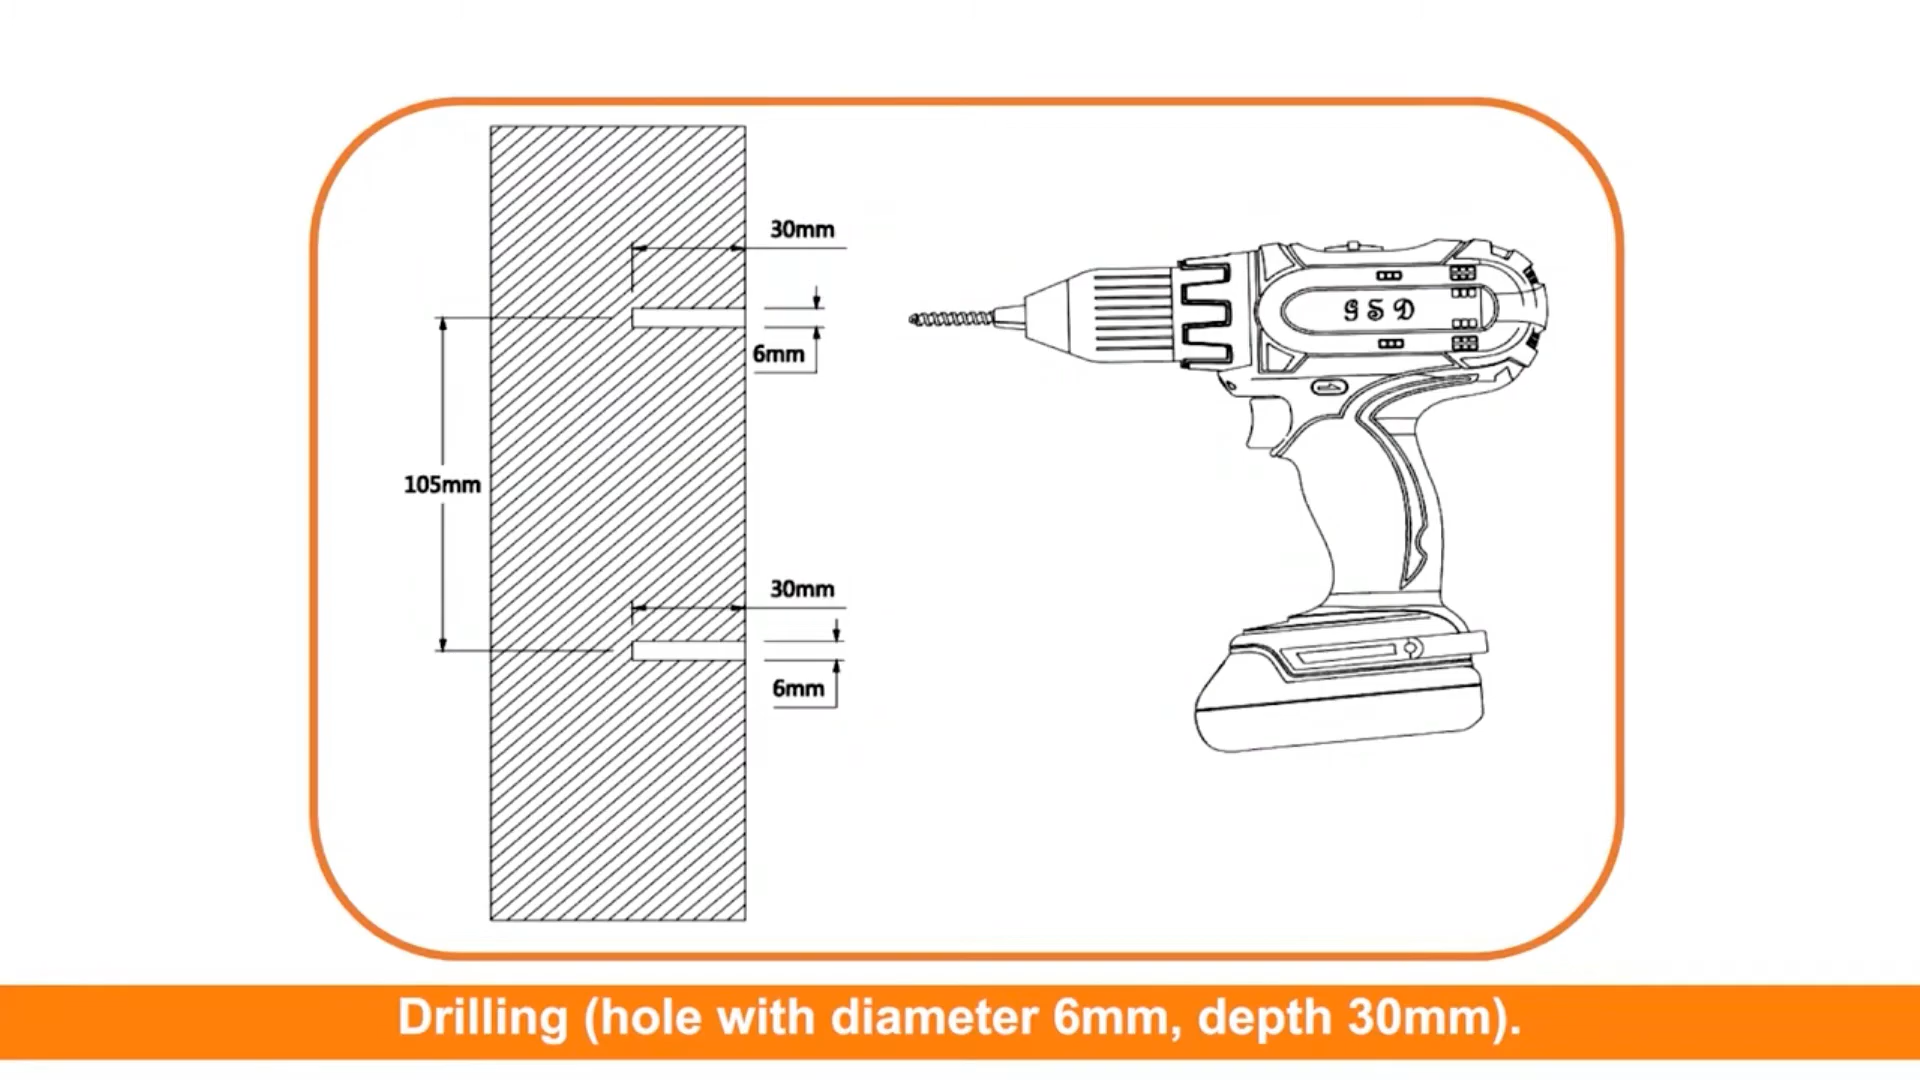 30mm
6mm
105mm
30mm
6mm
GSD
Drilling (hole with diameter 6mm, depth 30mm).